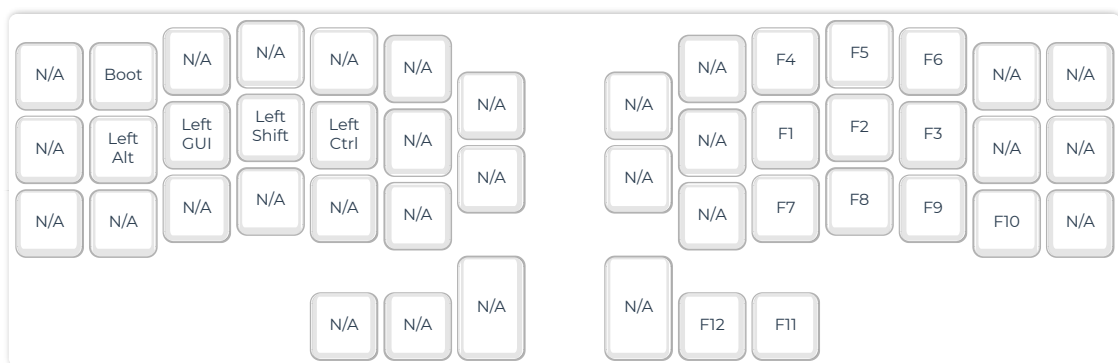 N/A Boot N/A N/A N/A N/A N/A N/A N/A F4 F5 F6 N/A N/A
N/A Left Alt Left GUI Left Shift Left Ctrl N/A N/A N/A N/A F1 F2 F3 N/A N/A
N/A N/A N/A N/A N/A N/A N/A F7 F8 F9 F10 N/A
N/A N/A N/A N/A F12 F11